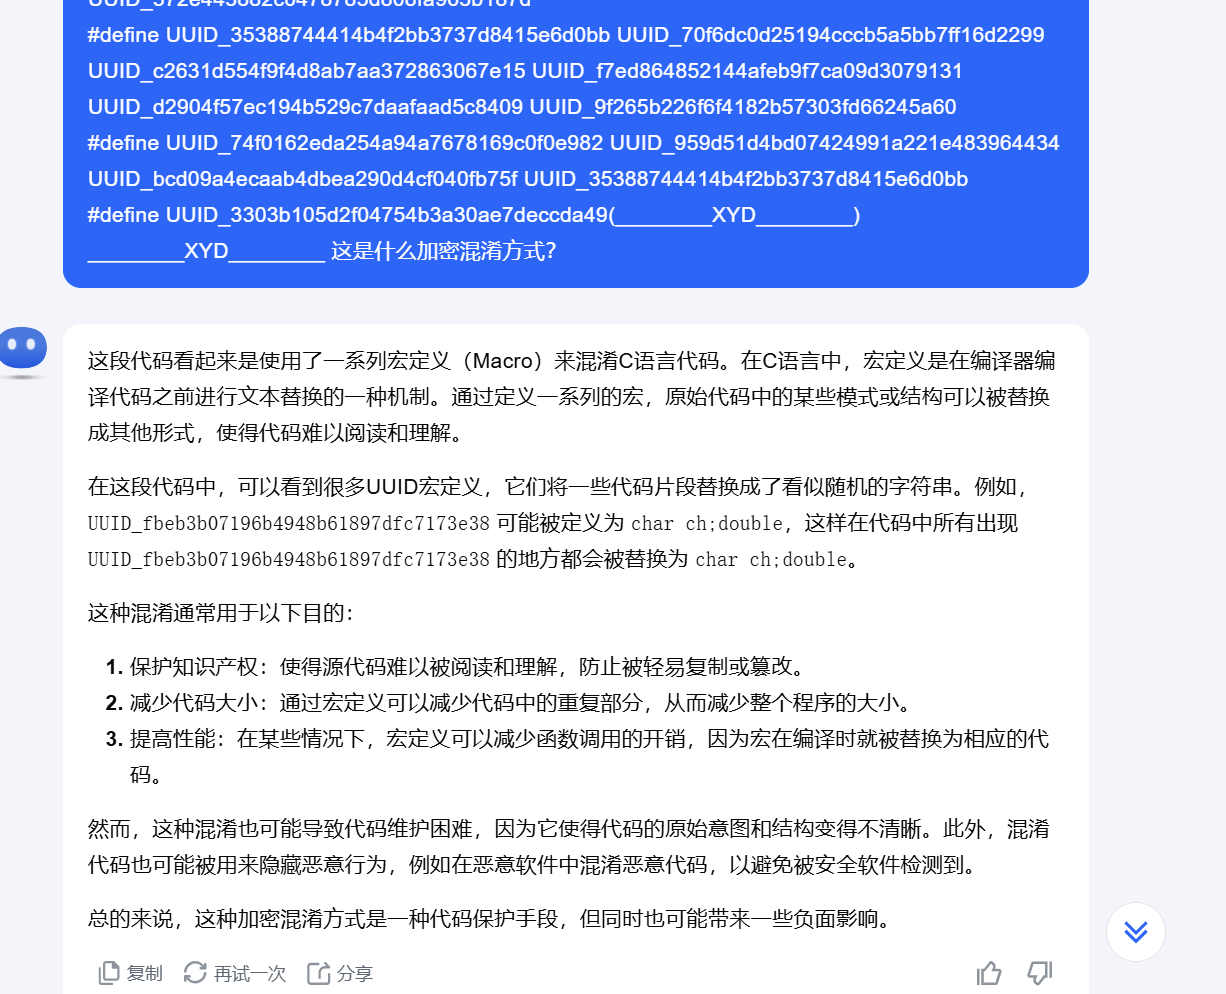 #define UUID_35388744414b4f2bb3737d8415e6d0bb UUID_70f6dc0d25194cccb5a5bb7ff16d2299
UUID_c2631d554f9f4d8ab7aa372863067e15 UUID_f7ed864852144afeb9f7ca09d3079131
UUID_d2904f57ec194b529c7daafaad5c8409 UUID_9f265b226f6f4182b57303fd66245a60
#define UUID_74f0162eda254a94a7678169c0f0e982 UUID_959d51d4bd07424991a221e483964434
UUID_bcd09a4ecaab4dbea290d4cf040fb75f UUID_35388744414b4f2bb3737d8415e6d0bb
#define UUID_3303b105d2f04754b3a30ae7deccda49(________XYD________)
________XYD________ 这是什么加密混淆方式？
这段代码看起来是使用了一系列宏定义（Macro）来混淆C语言代码。在C语言中，宏定义是在编译器编
译代码之前进行文本替换的一种机制。通过定义一系列的宏，原始代码中的某些模式或结构可以被替换
成其他形式，使得代码难以阅读和理解。
在这段代码中，可以看到很多UUID宏定义，它们将一些代码片段替换成了看似随机的字符串。例如，
UUID_fbeb3b07196b4948b61897dfc7173e38 可能被定义为 char ch;double，这样在代码中所有出现
UUID_fbeb3b07196b4948b61897dfc7173e38 的地方都会被替换为 char ch;double。
这种混淆通常用于以下目的：
1. 保护知识产权：使得源代码难以被阅读和理解，防止被轻易复制或篡改。
2. 减少代码大小：通过宏定义可以减少代码中的重复部分，从而减少整个程序的大小。
3. 提高性能：在某些情况下，宏定义可以减少函数调用的开销，因为宏在编译时就被替换为相应的代
码。
然而，这种混淆也可能导致代码维护困难，因为它使得代码的原始意图和结构变得不清晰。此外，混淆
代码也可能被用来隐藏恶意行为，例如在恶意软件中混淆恶意代码，以避免被安全软件检测到。
总的来说，这种加密混淆方式是一种代码保护手段，但同时也可能带来一些负面影响。
复制 再试一次 分享